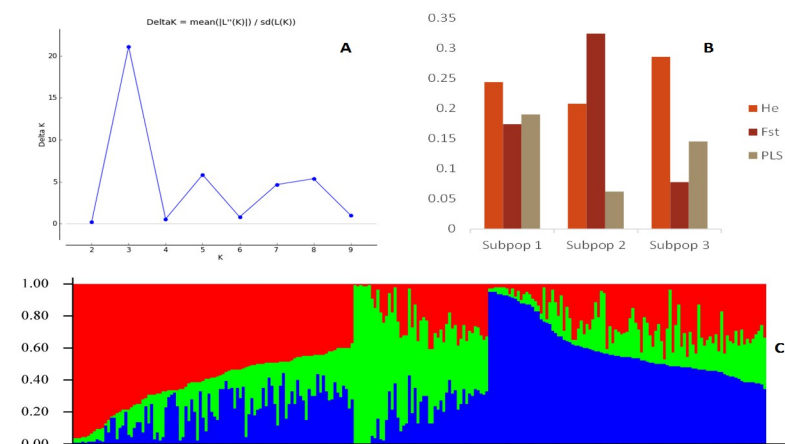 DeltaK = mean(|L''(K)|) / sd(L(K))
A
Delta K
20
15
10
5
0
2 3 4 5 6 7 8 9
K
0.35
0.3
0.25
0.2
0.15
0.1
0.05
0
B
He
Fst
PLS
Subpop 1 Subpop 2 Subpop 3
1.00
0.80
0.60
0.40
0.20
0.00
C